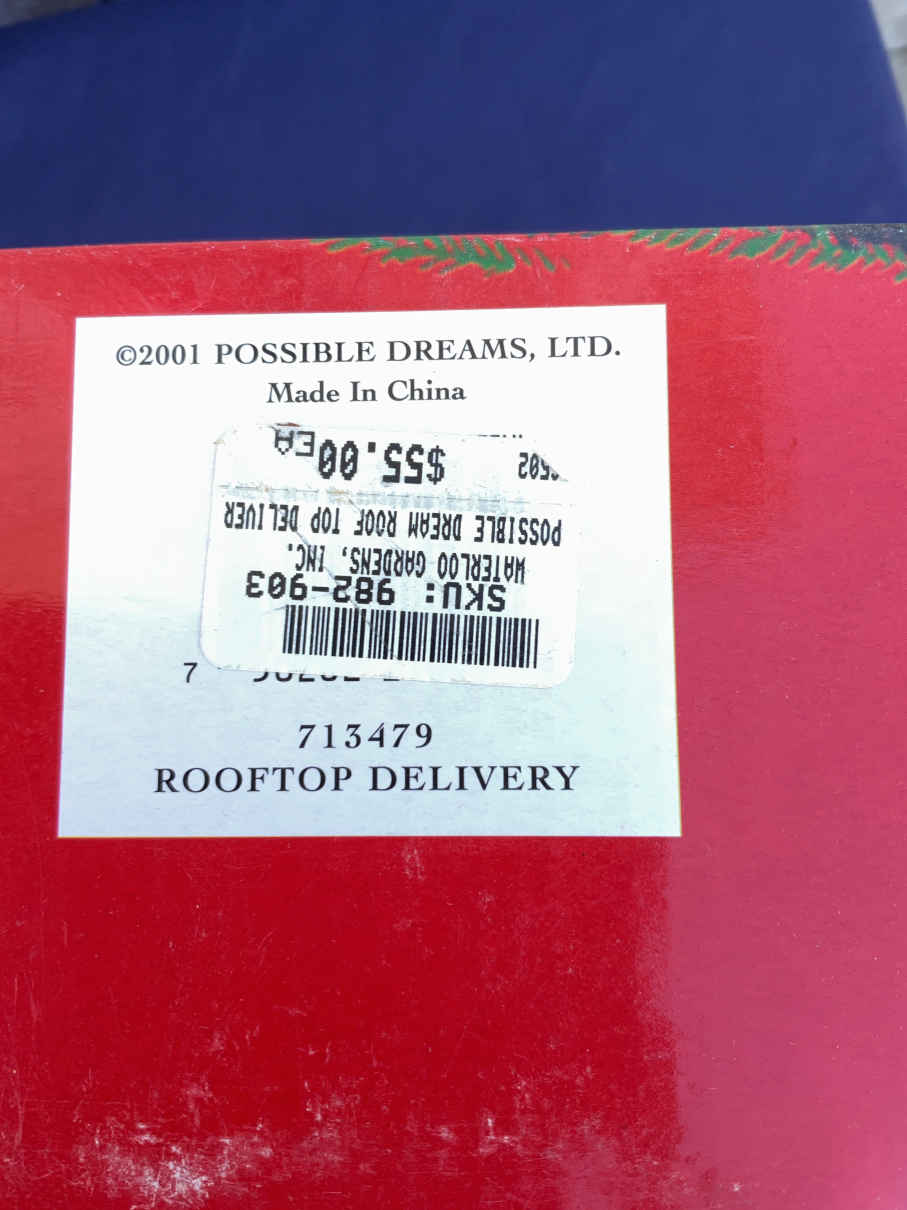 ©2001 POSSIBLE DREAMS, LTD.
Made In China
SKU: 982-903
WATERLOO GARDENS, INC.
POSSIBLE DREAM ROOF TOP DELIVER
$55.00EA
7
713479
ROOFTOP DELIVERY